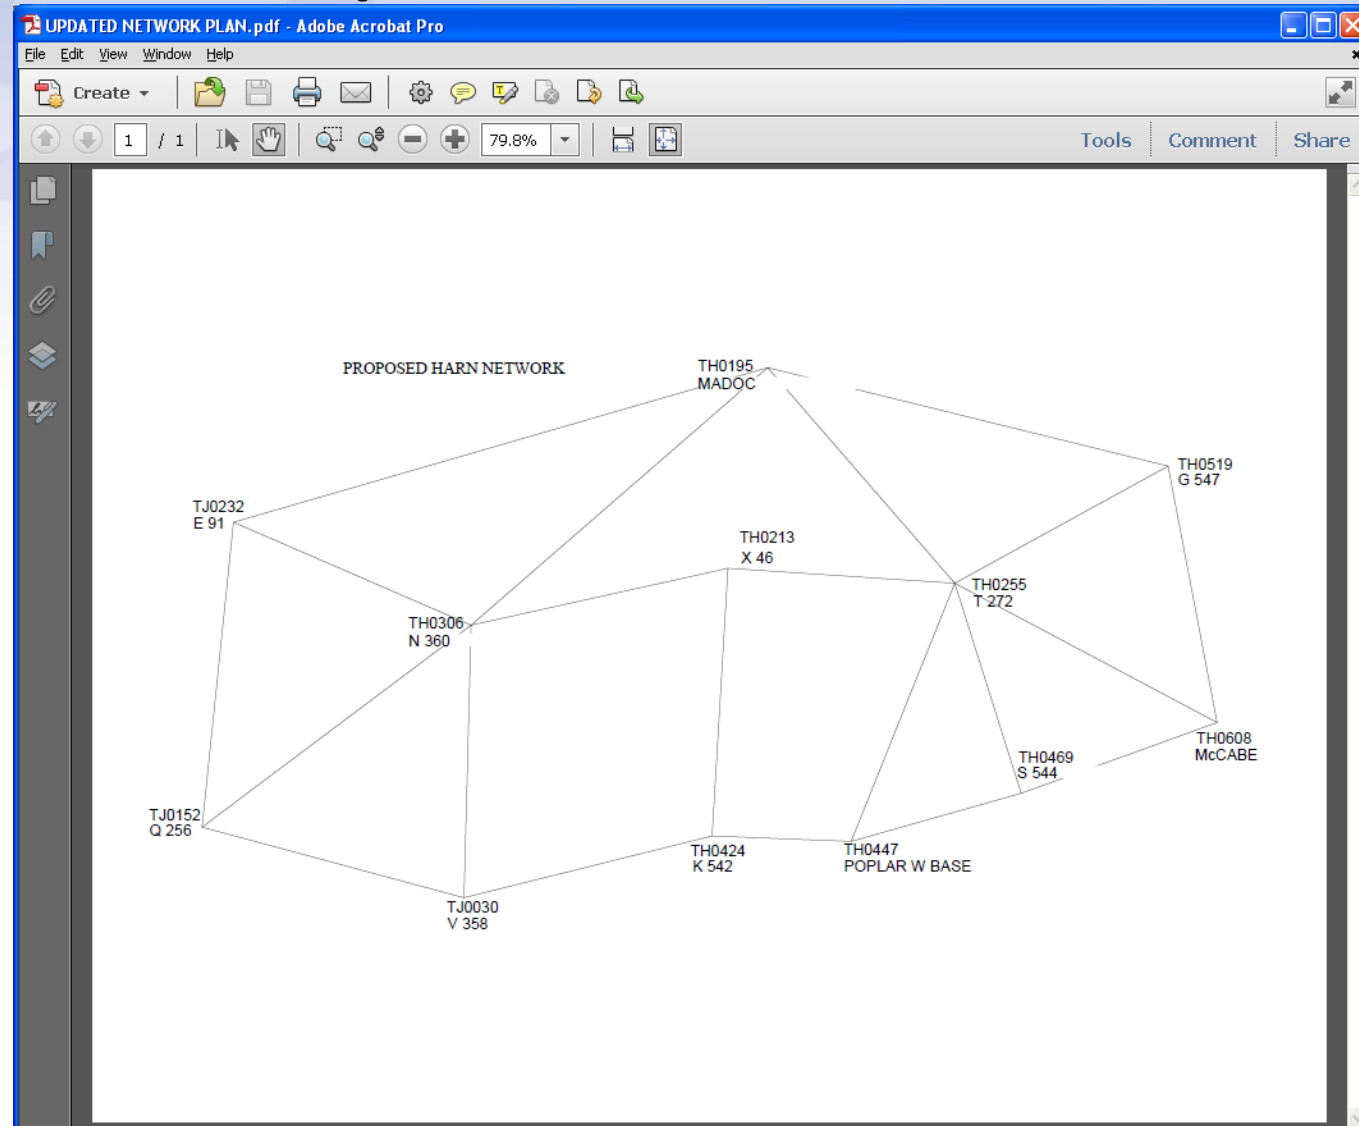 UPDATED NETWORK PLAN.pdf - Adobe Acrobat Pro
File Edit View Window Help
Create
1 / 1 79.8% Tools Comment Share
PROPOSED HARN NETWORK
TH0195
MADOC
TH0519
G 547
TJ0232
E 91
TH0213
X 46
TH0255
T 272
TH0306
N 360
TH0608
McCABE
TH0469
S 544
TJ0152
Q 256
TH0424
K 542
TH0447
POPLAR W BASE
TJ0030
V 358